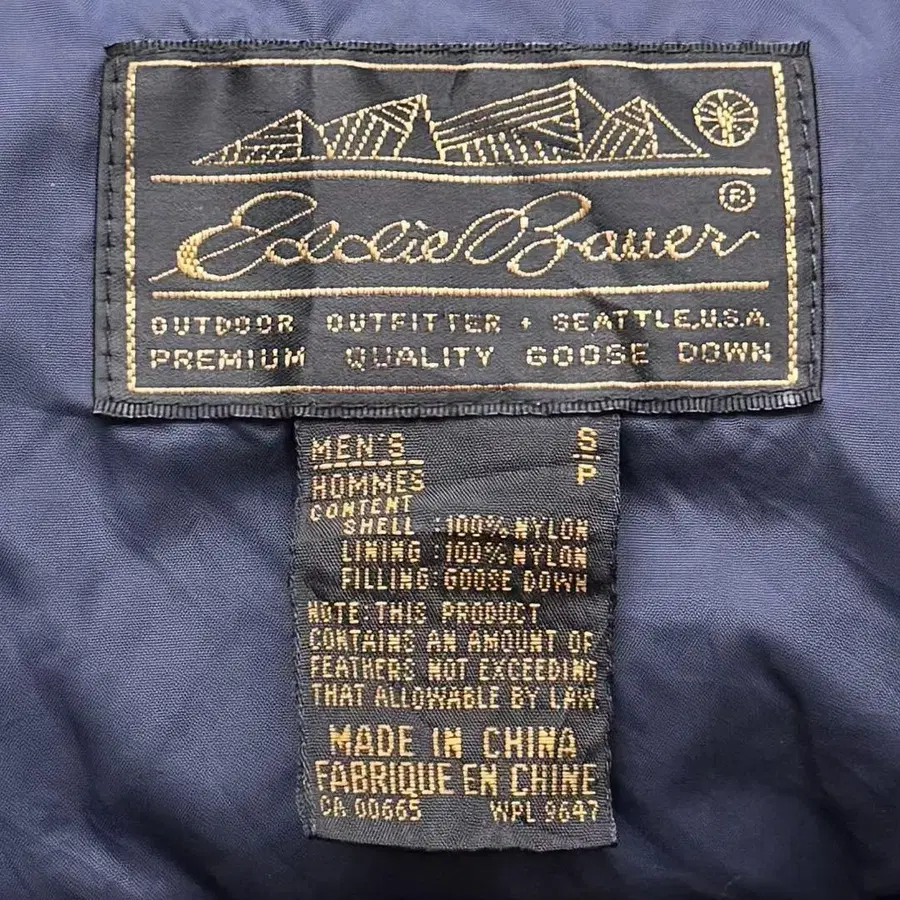 Eddie Bauer ®
OUTDOOR OUTFITTER + SEATTLE, U.S.A.
PREMIUM QUALITY GOOSE DOWN
MEN'S S
HOMMES P
CONTENT
SHELL :100% NYLON
LINING :100% NYLON
FILLING: GOOSE DOWN
NOTE: THIS PRODUCT
CONTAINS AN AMOUNT OF
FEATHERS NOT EXCEEDING
THAT ALLOWABLE BY LAW.
MADE IN CHINA
FABRIQUE EN CHINE
CA 00665 WPL 9647